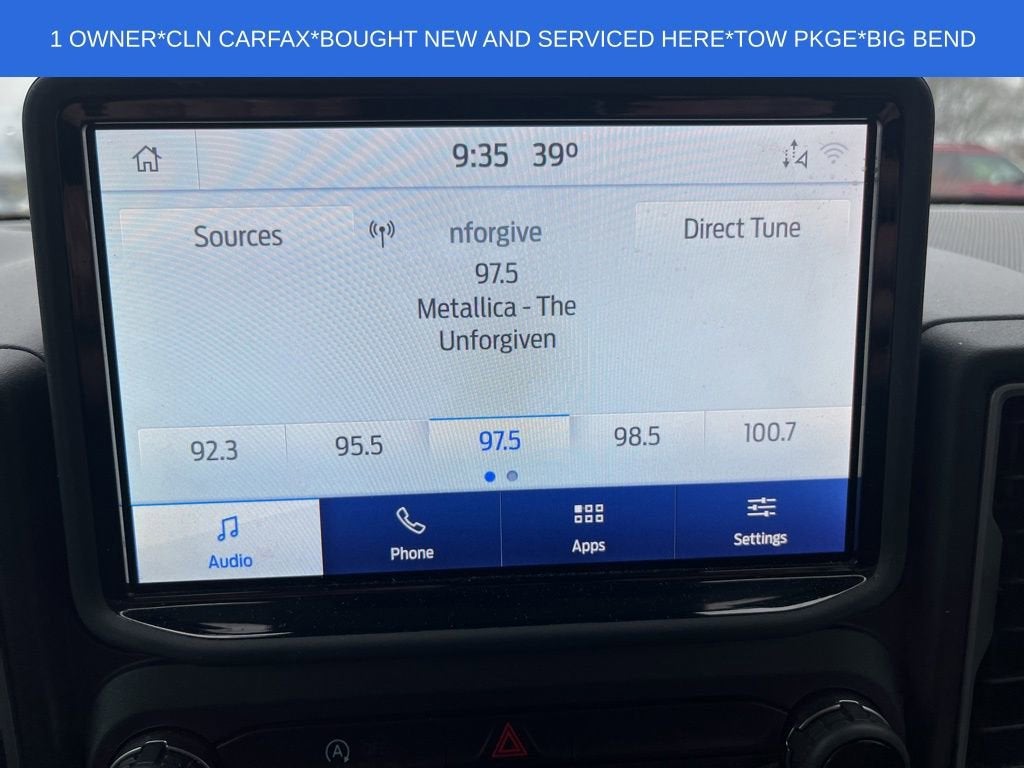 1 OWNER*CLN CARFAX*BOUGHT NEW AND SERVICED HERE*TOW PKGE*BIG BEND
9:35 39º
Sources nforgive Direct Tune
97.5
Metallica - The
Unforgiven
92.3 95.5 97.5 98.5 100.7
Audio Phone Apps Settings
A